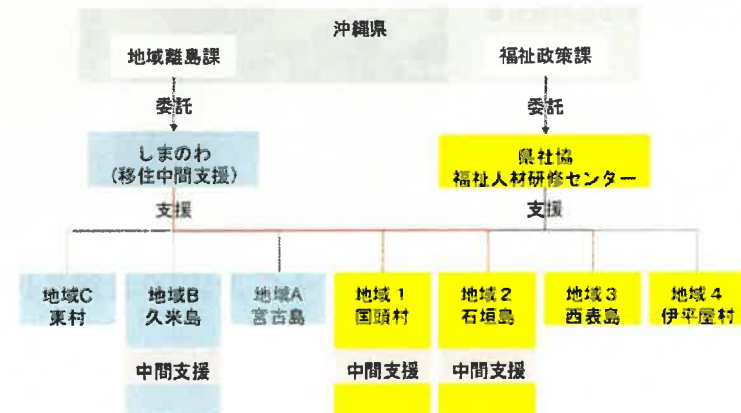 沖縄県
地域離島課
福祉政策課
委託
委託
しまのわ
(移住中間支援)
県社協
福祉人材研修センター
支援
支援
地域C
東村
地域B
久米島
地域A
宮古島
地域1
国頭村
地域2
石垣島
地域3
西表島
地域4
伊平屋村
中間支援
中間支援
中間支援